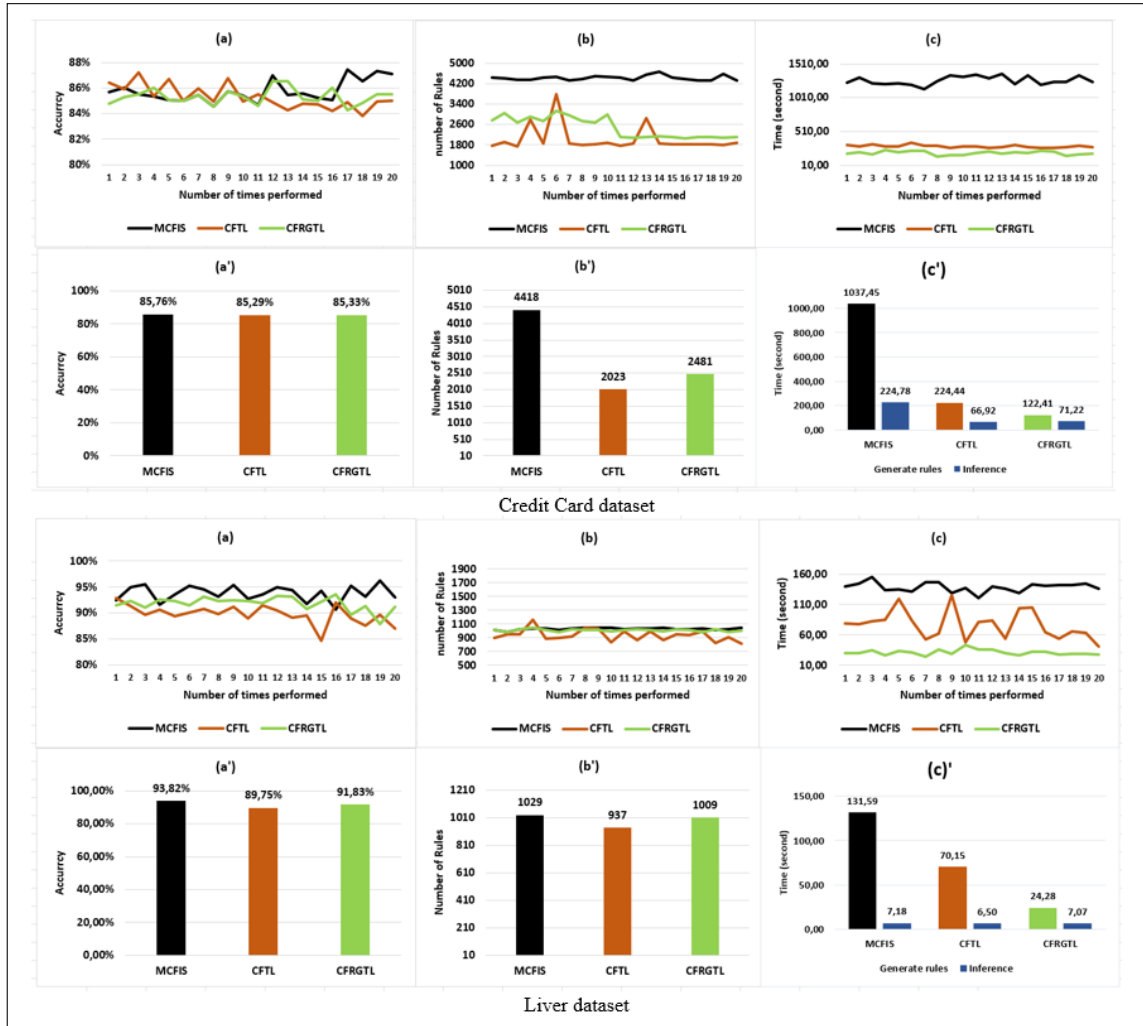 (a)
88%
86%
84%
82%
80%
Accurrcy
1 2 3 4 5 6 7 8 9 10 11 12 13 14 15 16 17 18 19 20
Number of times performed
MCFIS CFTL CFRGTL
(b)
5000
4200
3400
2600
1800
1000
number of Rules
1 2 3 4 5 6 7 8 9 10 11 12 13 14 15 16 17 18 19 20
Number of times performed
MCFIS CFTL CFRGTL
(c)
1510,00
1010,00
510,00
10,00
Time (second)
1 2 3 4 5 6 7 8 9 10 11 12 13 14 15 16 17 18 19 20
Number of times performed
MCFIS CFTL CFRGTL
(a')
100%
80%
60%
40%
20%
0%
Accurrcy
85,76% 85,29% 85,33%
MCFIS CFTL CFRGTL
(b')
5010
4510
4010
3510
3010
2510
2010
1510
1010
510
10
Number of Rules
4418 2023 2481
MCFIS CFTL CFRGTL
(c')
1000,00
800,00
600,00
400,00
200,00
0,00
Time (second)
1037,45 224,78 224,44 66,92 122,41 71,22
MCFIS CFTL CFRGTL
Generate rules Inference
Credit Card dataset
(a)
100%
95%
90%
85%
80%
Accurrcy
1 2 3 4 5 6 7 8 9 10 11 12 13 14 15 16 17 18 19 20
Number of times performed
MCFIS CFTL CFRGTL
(b)
1900
1700
1500
1300
1100
900
700
500
number of Rules
1 2 3 4 5 6 7 8 9 10 11 12 13 14 15 16 17 18 19 20
Number of times performed
MCFIS CFTL CFRGTL
(c)
160,00
110,00
60,00
10,00
Time (second)
1 2 3 4 5 6 7 8 9 10 11 12 13 14 15 16 17 18 19 20
Number of times performed
MCFIS CFTL CFRGTL
(a')
100,00%
80,00%
60,00%
40,00%
20,00%
0,00%
Accurrcy
93,82% 89,75% 91,83%
MCFIS CFTL CFRGTL
(b')
1210
1010
810
610
410
210
10
Number of Rules
1029 937 1009
MCFIS CFTL CFRGTL
(c)'
150,00
100,00
50,00
0,00
Time (second)
131,59 7,18 70,15 6,50 24,28 7,07
MCFIS CFTL CFRGTL
Generate rules Inference
Liver dataset